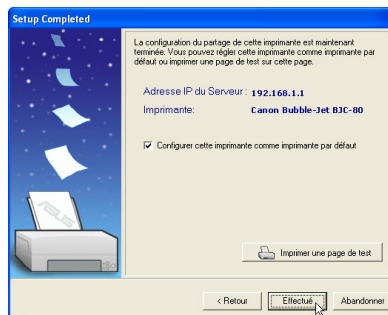 Setup Completed
La configuration du partage de cette imprimante est maintenant
terminée. Vous pouvez régler cette imprimante comme imprimante par
défaut ou imprimer une page de test sur cette page.
Adresse IP du Serveur : 192.168.1.1
Imprimante: Canon Bubble-Jet BJC-80
Configurer cette imprimante comme imprimante par défaut
ASUS
Imprimer une page de test
< Retour Effectué Abandonner